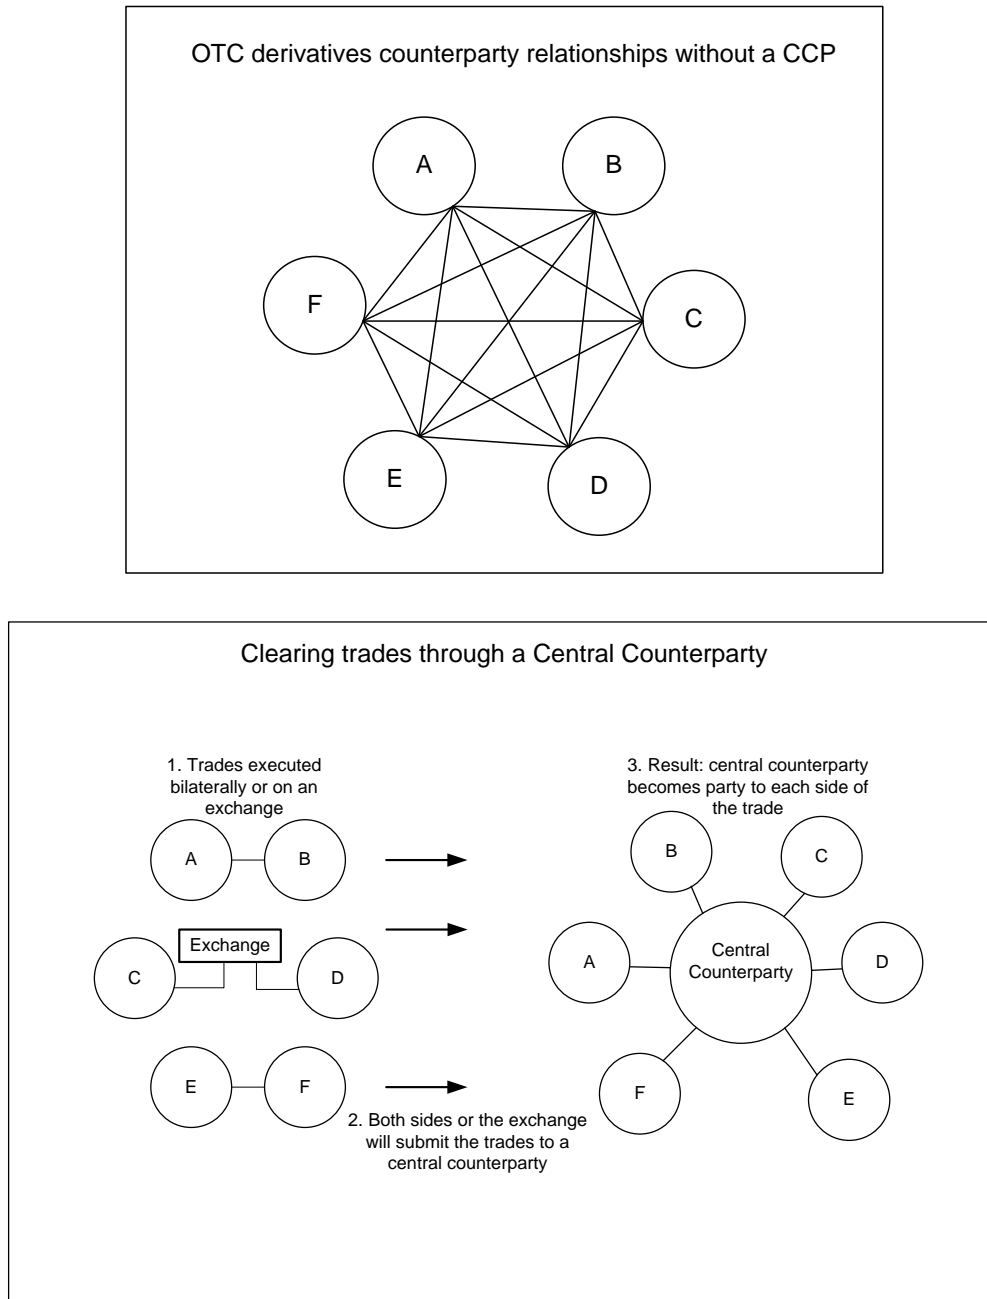 OTC derivatives counterparty relationships without a CCP
A
B
F
C
E
D
Clearing trades through a Central Counterparty
1. Trades executed
bilaterally or on an
exchange
3. Result: central counterparty
becomes party to each side of
the trade
A
B
B
C
Exchange
C
D
A
Central
Counterparty
D
E
F
F
E
2. Both sides or the exchange
will submit the trades to a
central counterparty